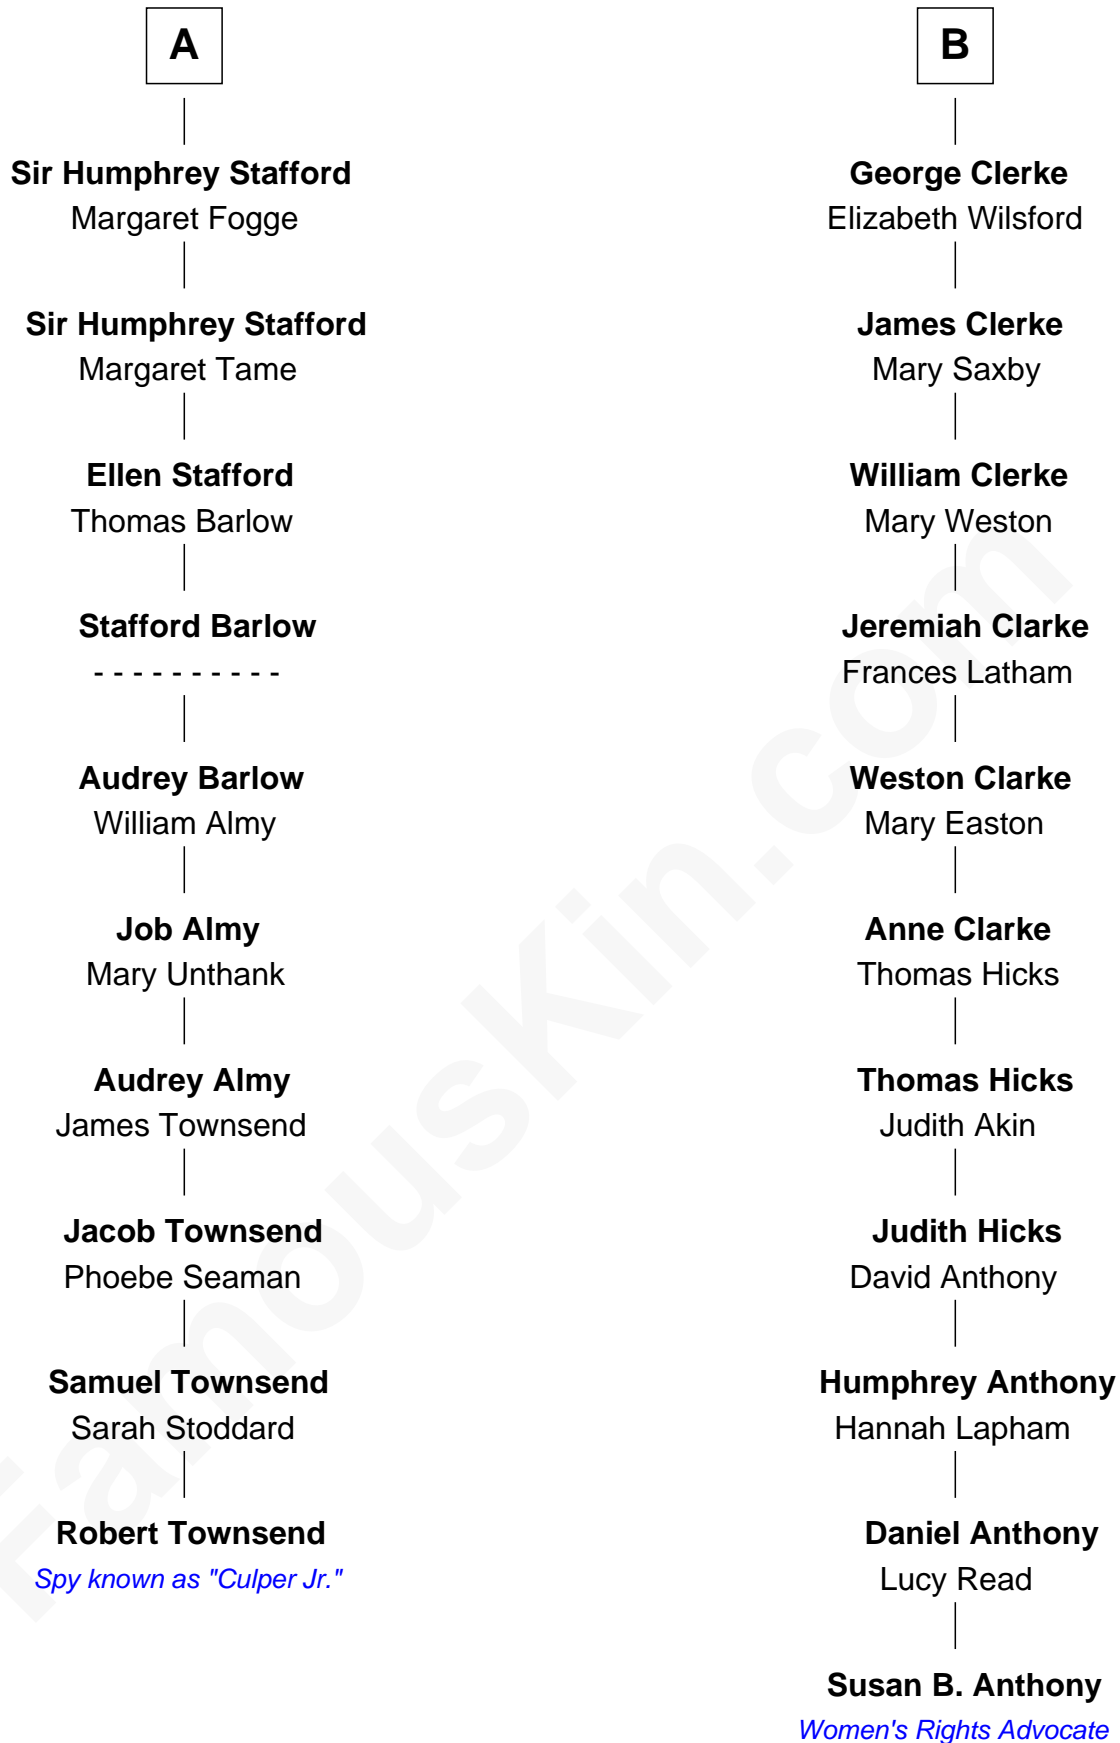 A
Sir Humphrey Stafford
Margaret Fogge
Sir Humphrey Stafford
Margaret Tame
Ellen Stafford
Thomas Barlow
Stafford Barlow
- - - - - - - - - -
Audrey Barlow
William Almy
Job Almy
Mary Unthank
Audrey Almy
James Townsend
Jacob Townsend
Phoebe Seaman
Samuel Townsend
Sarah Stoddard
Robert Townsend
Spy known as "Culper Jr."
B
George Clerke
Elizabeth Wilsford
James Clerke
Mary Saxby
William Clerke
Mary Weston
Jeremiah Clarke
Frances Latham
Weston Clarke
Mary Easton
Anne Clarke
Thomas Hicks
Thomas Hicks
Judith Akin
Judith Hicks
David Anthony
Humphrey Anthony
Hannah Lapham
Daniel Anthony
Lucy Read
Susan B. Anthony
Women's Rights Advocate
FamousKin.com